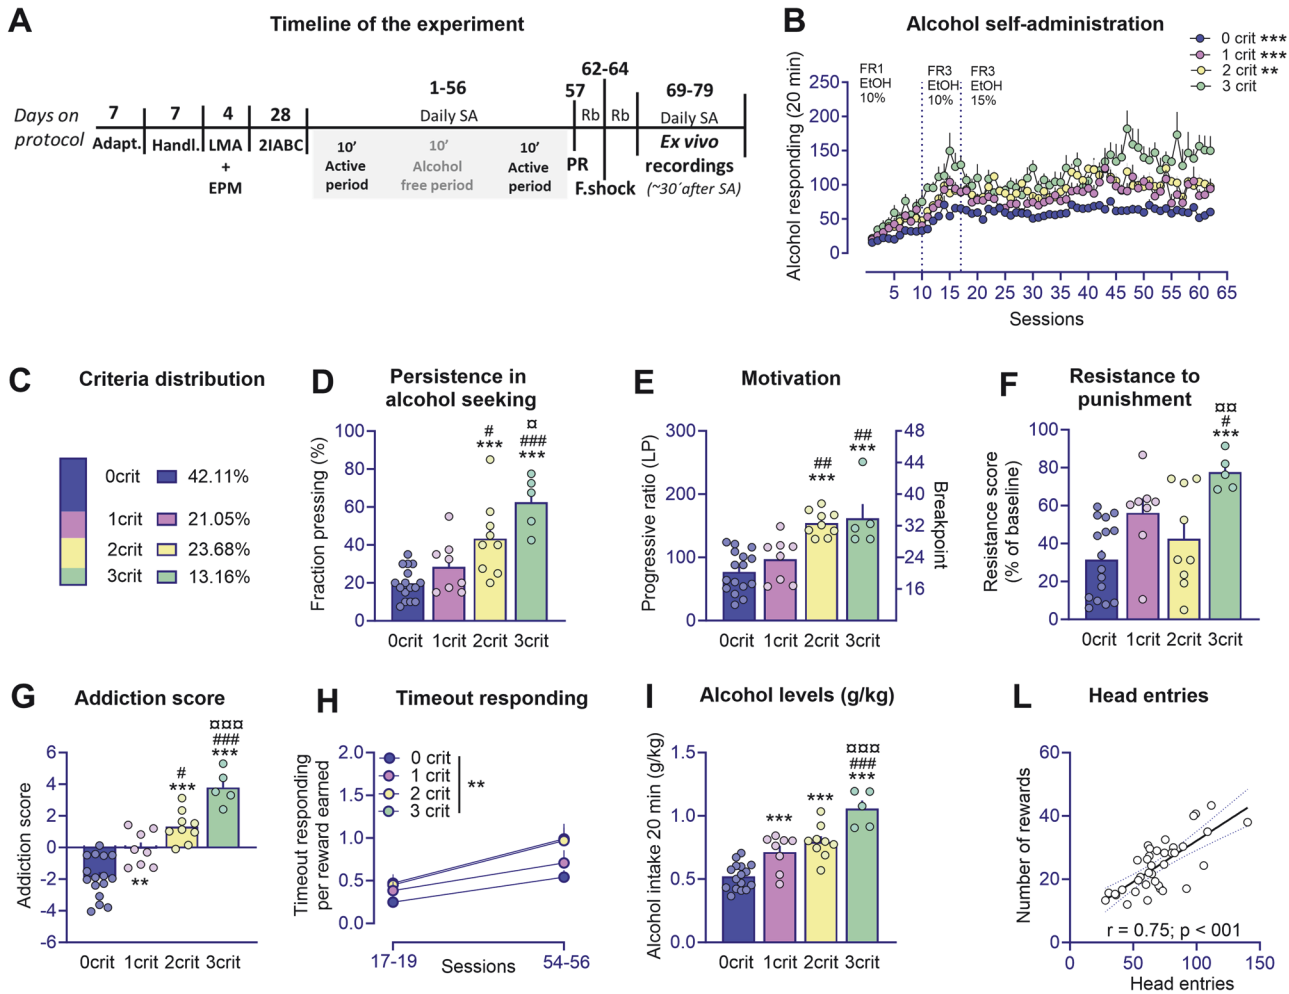 A
Timeline of the experiment
Days on
protocol
7
7
4
28
1-56
57
62-64
69-79
Daily SA
Rb
Rb
Daily SA
Adapt.
Handl.
LMA
+
EPM
2IABC
10’
Active
period
10’
Alcohol
free period
10’
Active
period
PR
F.shock
Ex vivo
recordings
(~30´after SA)
B
Alcohol self-administration
0 crit ***
1 crit ***
2 crit **
3 crit
FR1
EtOH
10%
FR3
EtOH
10%
FR3
EtOH
15%
Alcohol responding (20 min)
250
200
150
100
50
0
5 10 15 20 25 30 35 40 45 50 55 60 65
Sessions
C
Criteria distribution
0crit 42.11%
1crit 21.05%
2crit 23.68%
3crit 13.16%
D
Persistence in
alcohol seeking
Fraction pressing (%)
100
80
60
40
20
0
#
***
¤
###
***
0crit 1crit 2crit 3crit
E
Motivation
Progressive ratio (LP)
300
200
100
0
##
***
##
***
48
44
40
32
24
16
Breakpoint
0crit 1crit 2crit 3crit
F
Resistance to
punishment
Resistance score
(% of baseline)
100
80
60
40
20
0
¤¤
#
***
0crit 1crit 2crit 3crit
G
Addiction score
Addiction score
6
4
2
0
-2
-4
-6
**
#
***
¤¤¤
###
***
0crit 1crit 2crit 3crit
H
Timeout responding
Timeout responding
per reward earned
2.0
1.5
1.0
0.5
0.0
0 crit
1 crit
2 crit
3 crit
**
17-19
54-56
Sessions
I
Alcohol levels (g/kg)
Alcohol intake 20 min (g/kg)
1.5
1.0
0.5
0.0
***
***
¤¤¤
###
***
0crit 1crit 2crit 3crit
L
Head entries
Number of rewards
60
40
20
0
r = 0.75; p < 001
0 50 100 150
Head entries